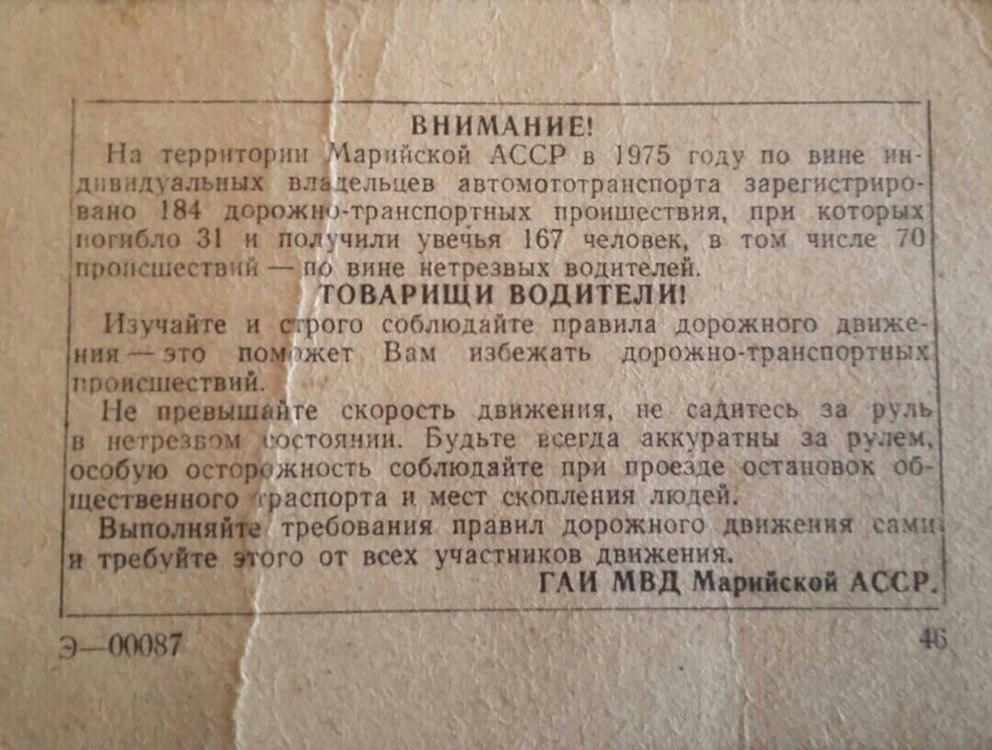 ВНИМАНИЕ!
На территории Марийской АССР в 1975 году по вине ин-
дивидуальных владельцев автомототранспорта зарегистриро-
вано 184 дорожно-транспортных проишествия, при которых
погибло 31 и получили увечья 167 человек, в том числе 70
происшествий — по вине нетрезвых водителей.
ТОВАРИЩИ ВОДИТЕЛИ!
Изучайте и строго соблюдайте правила дорожного движе-
ния — это поможет Вам избежать дорожно-транспортных
происшествий.
Не превышайте скорость движения, не садитесь за руль
в нетрезвом состоянии. Будьте всегда аккуратны за рулем,
особую осторожность соблюдайте при проезде остановок об-
щественного траспорта и мест скопления людей.
Выполняйте требования правил дорожного движения сами
и требуйте этого от всех участников движения.
ГАИ МВД Марийской АССР.
Э—00087 46